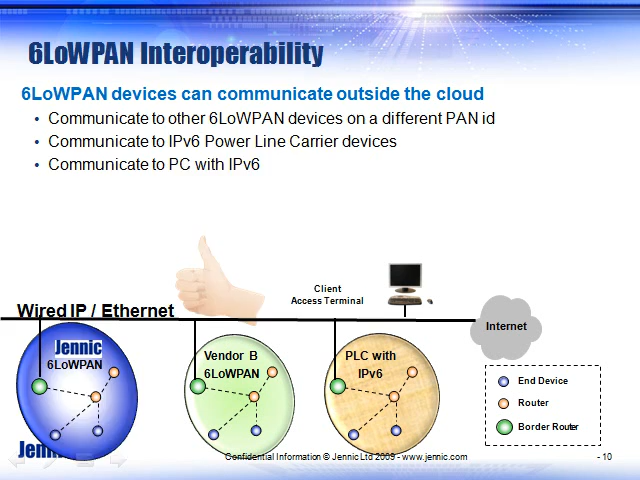 6LoWPAN Interoperability
6LoWPAN devices can communicate outside the cloud
• Communicate to other 6LoWPAN devices on a different PAN id
• Communicate to IPv6 Power Line Carrier devices
• Communicate to PC with IPv6
Client
Access Terminal
Wired IP / Ethernet
Internet
Jennic
6LoWPAN
Vendor B
6LoWPAN
PLC with
IPv6
End Device
Router
Border Router
Confidential Information © Jennic Ltd 2009 - www.jennic.com
- 10